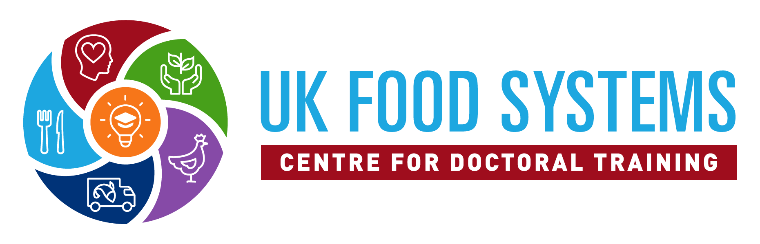 UK FOOD SYSTEMS
CENTRE FOR DOCTORAL TRAINING